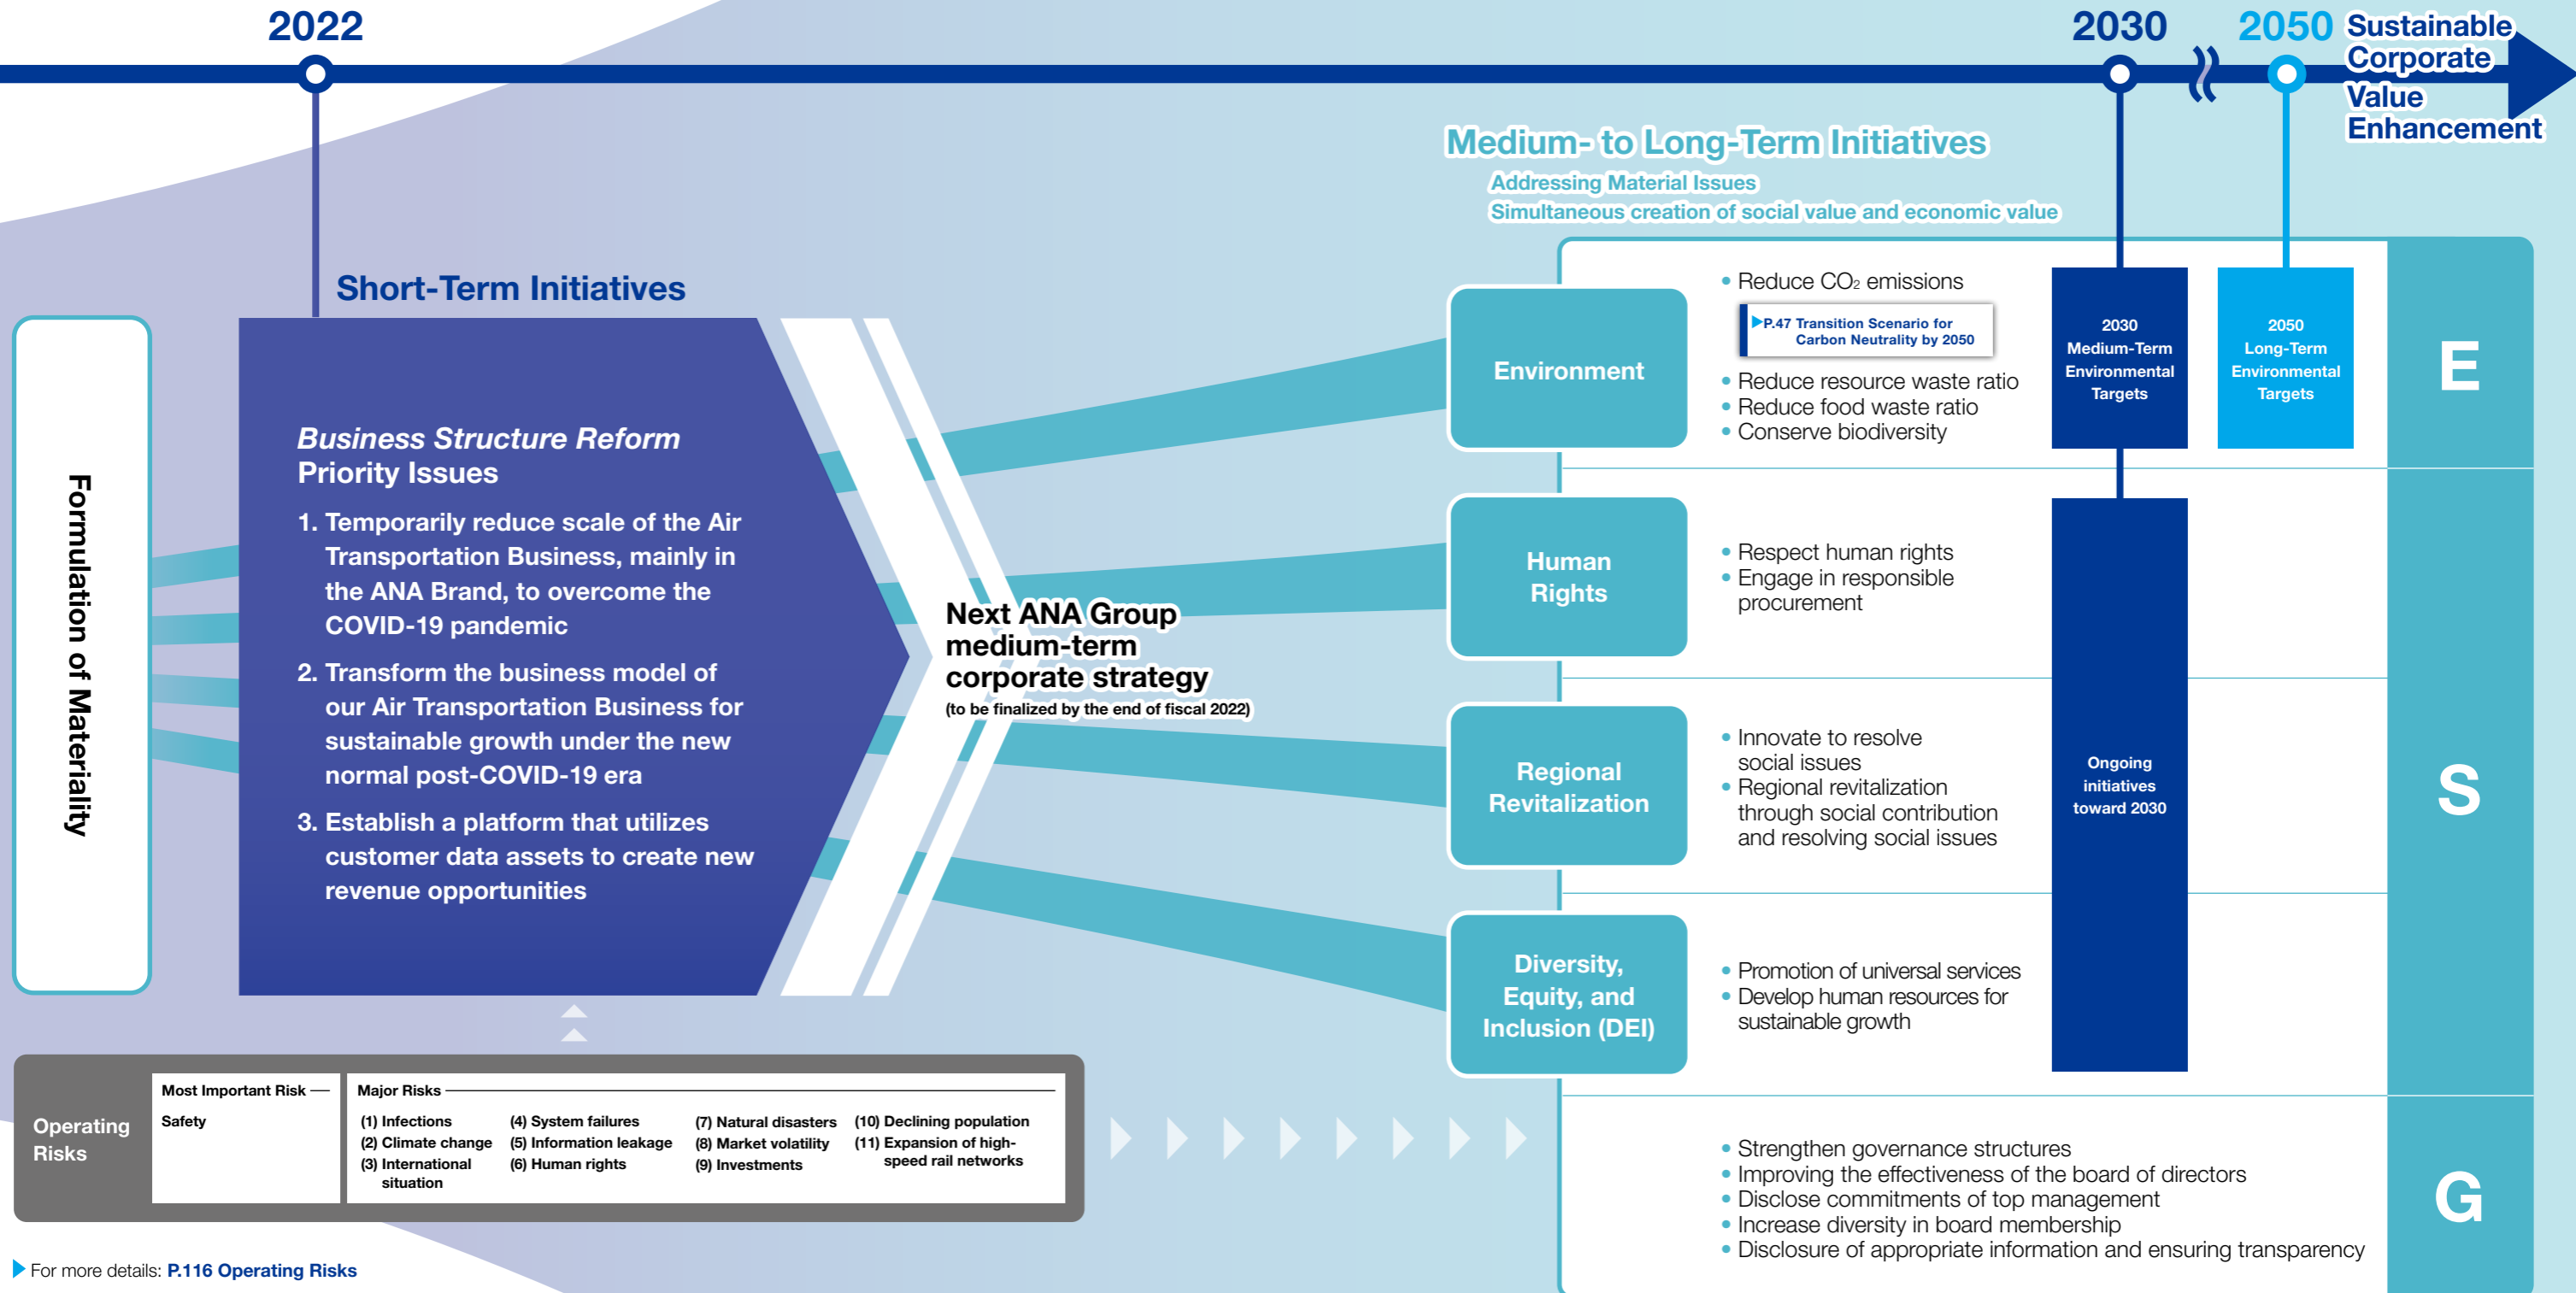 2022
2030
2050
Sustainable
Corporate
Value
Enhancement
Medium- to Long-Term Initiatives
Addressing Material Issues
Simultaneous creation of social value and economic value
Formulation of Materiality
Short-Term Initiatives
Business Structure Reform
Priority Issues
1. Temporarily reduce scale of the Air
Transportation Business, mainly in
the ANA Brand, to overcome the
COVID-19 pandemic
2. Transform the business model of
our Air Transportation Business for
sustainable growth under the new
normal post-COVID-19 era
3. Establish a platform that utilizes
customer data assets to create new
revenue opportunities
Next ANA Group
medium-term
corporate strategy
(to be finalized by the end of fiscal 2022)
Environment
• Reduce CO₂ emissions
▶P.47 Transition Scenario for
Carbon Neutrality by 2050
• Reduce resource waste ratio
• Reduce food waste ratio
• Conserve biodiversity
2030
Medium-Term
Environmental
Targets
2050
Long-Term
Environmental
Targets
E
Human
Rights
• Respect human rights
• Engage in responsible
procurement
Regional
Revitalization
• Innovate to resolve
social issues
• Regional revitalization
through social contribution
and resolving social issues
Ongoing
initiatives
toward 2030
S
Diversity,
Equity, and
Inclusion (DEI)
• Promotion of universal services
• Develop human resources for
sustainable growth
• Strengthen governance structures
• Improving the effectiveness of the board of directors
• Disclose commitments of top management
• Increase diversity in board membership
• Disclosure of appropriate information and ensuring transparency
G
Operating
Risks
Most Important Risk
Safety
Major Risks
(1) Infections
(2) Climate change
(3) International
situation
(4) System failures
(5) Information leakage
(6) Human rights
(7) Natural disasters
(8) Market volatility
(9) Investments
(10) Declining population
(11) Expansion of high-
speed rail networks
▶ For more details: P.116 Operating Risks